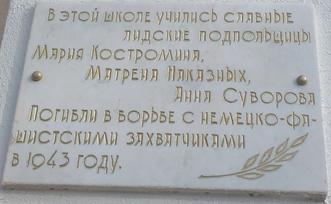 В ЭТОЙ ШКОЛЕ УЧИЛИСЬ СЛАВНЫЕ
ЛИДСКИЕ ПОДПОЛЬЩИЦЫ
МАРИЯ КОСТРОМИНА,
МАТРЕНА НАКАЗНЫХ,
АННА СУВОРОВА
ПОГИБЛИ В БОРЬБЕ С НЕМЕЦКО-ФА-
ШИСТСКИМИ ЗАХВАТЧИКАМИ
В 1943 ГОДУ.